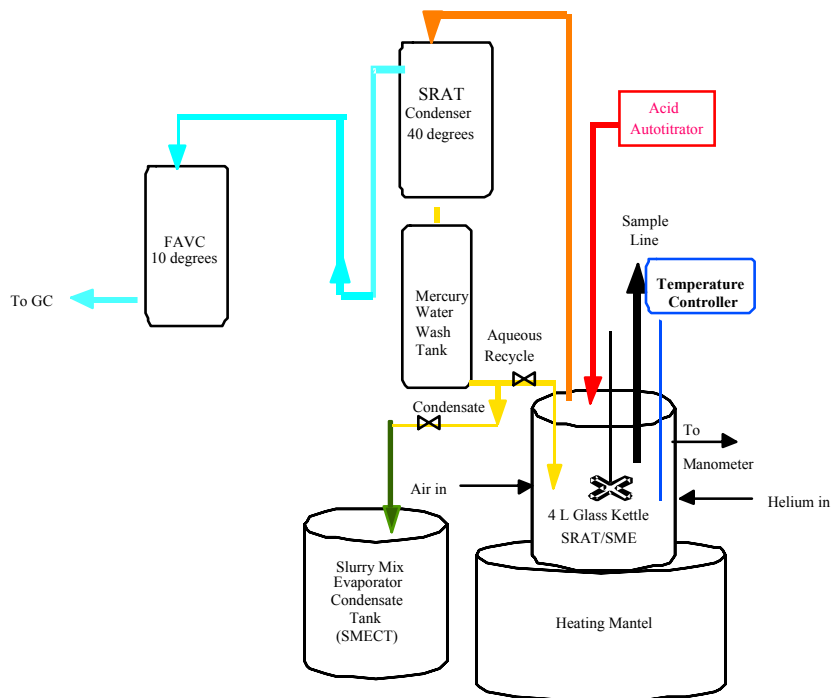 SRAT
Condenser
40 degrees
Acid
Autotitrator
Sample
Line
FAVC
10 degrees
Temperature
Controller
To GC
Mercury
Water
Wash
Tank
Aqueous
Recycle
Condensate
To
Manometer
Air in
Helium in
4 L Glass Kettle
SRAT/SME
Slurry Mix
Evaporator
Condensate
Tank
(SMECT)
Heating Mantel